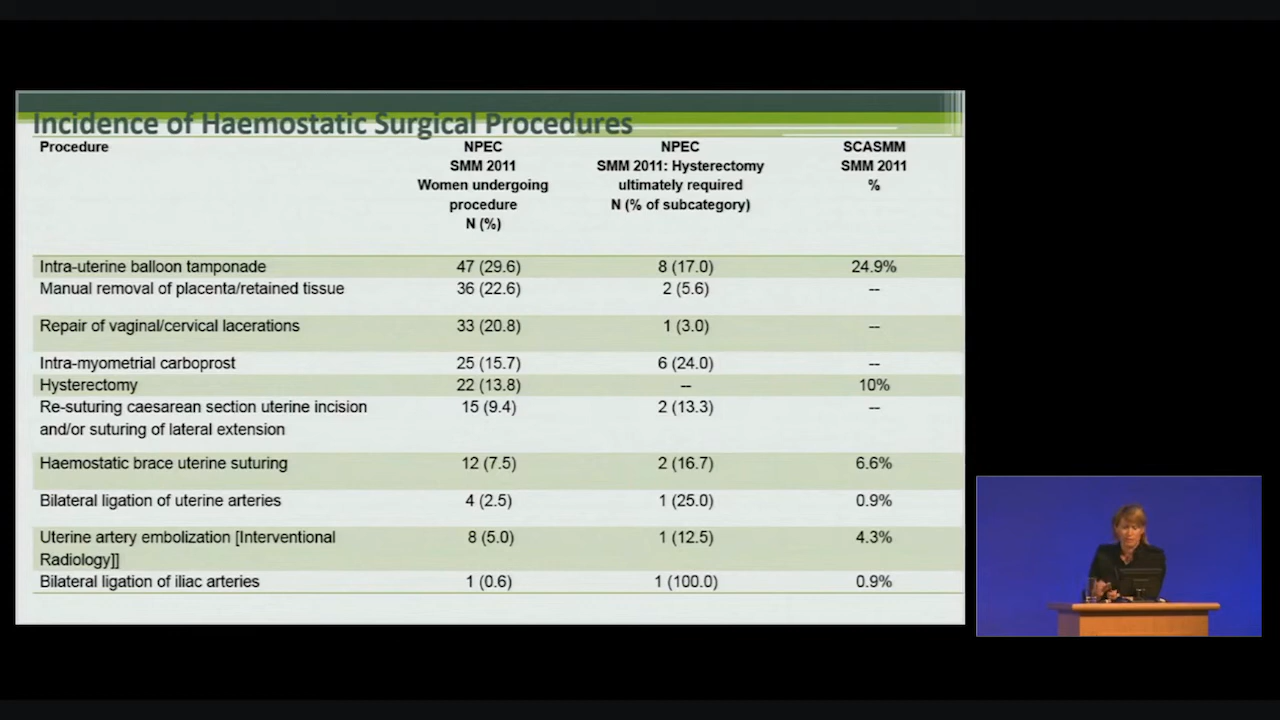 Incidence of Haemostatic Surgical Procedures
Procedure
NPEC
SMM 2011
Women undergoing
procedure
N (%)
NPEC
SMM 2011: Hysterectomy
ultimately required
N (% of subcategory)
SCASMM
SMM 2011
%
Intra-uterine balloon tamponade 47 (29.6) 8 (17.0) 24.9%
Manual removal of placenta/retained tissue 36 (22.6) 2 (5.6) --
Repair of vaginal/cervical lacerations 33 (20.8) 1 (3.0) --
Intra-myometrial carboprost 25 (15.7) 6 (24.0) --
Hysterectomy 22 (13.8) -- 10%
Re-suturing caesarean section uterine incision 15 (9.4) 2 (13.3) --
and/or suturing of lateral extension
Haemostatic brace uterine suturing 12 (7.5) 2 (16.7) 6.6%
Bilateral ligation of uterine arteries 4 (2.5) 1 (25.0) 0.9%
Uterine artery embolization [Interventional 8 (5.0) 1 (12.5) 4.3%
Radiology]]
Bilateral ligation of iliac arteries 1 (0.6) 1 (100.0) 0.9%